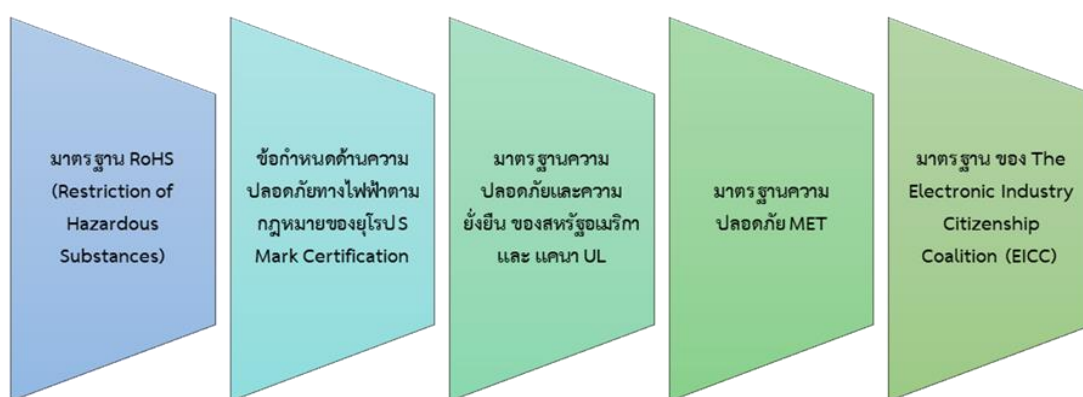 มาตรฐาน RoHS
(Restriction of
Hazardous
Substances)
ข้อกำหนดด้านความ
ปลอดภัยทางไฟฟ้าตาม
กฎหมายของยุโรป S
Mark Certification
มาตรฐานความ
ปลอดภัยและความ
ยั่งยืน ของสหรัฐอเมริกา
และ แคนา UL
มาตรฐานความ
ปลอดภัย MET
มาตรฐาน ของ The
Electronic Industry
Citizenship
Coalition (EICC)